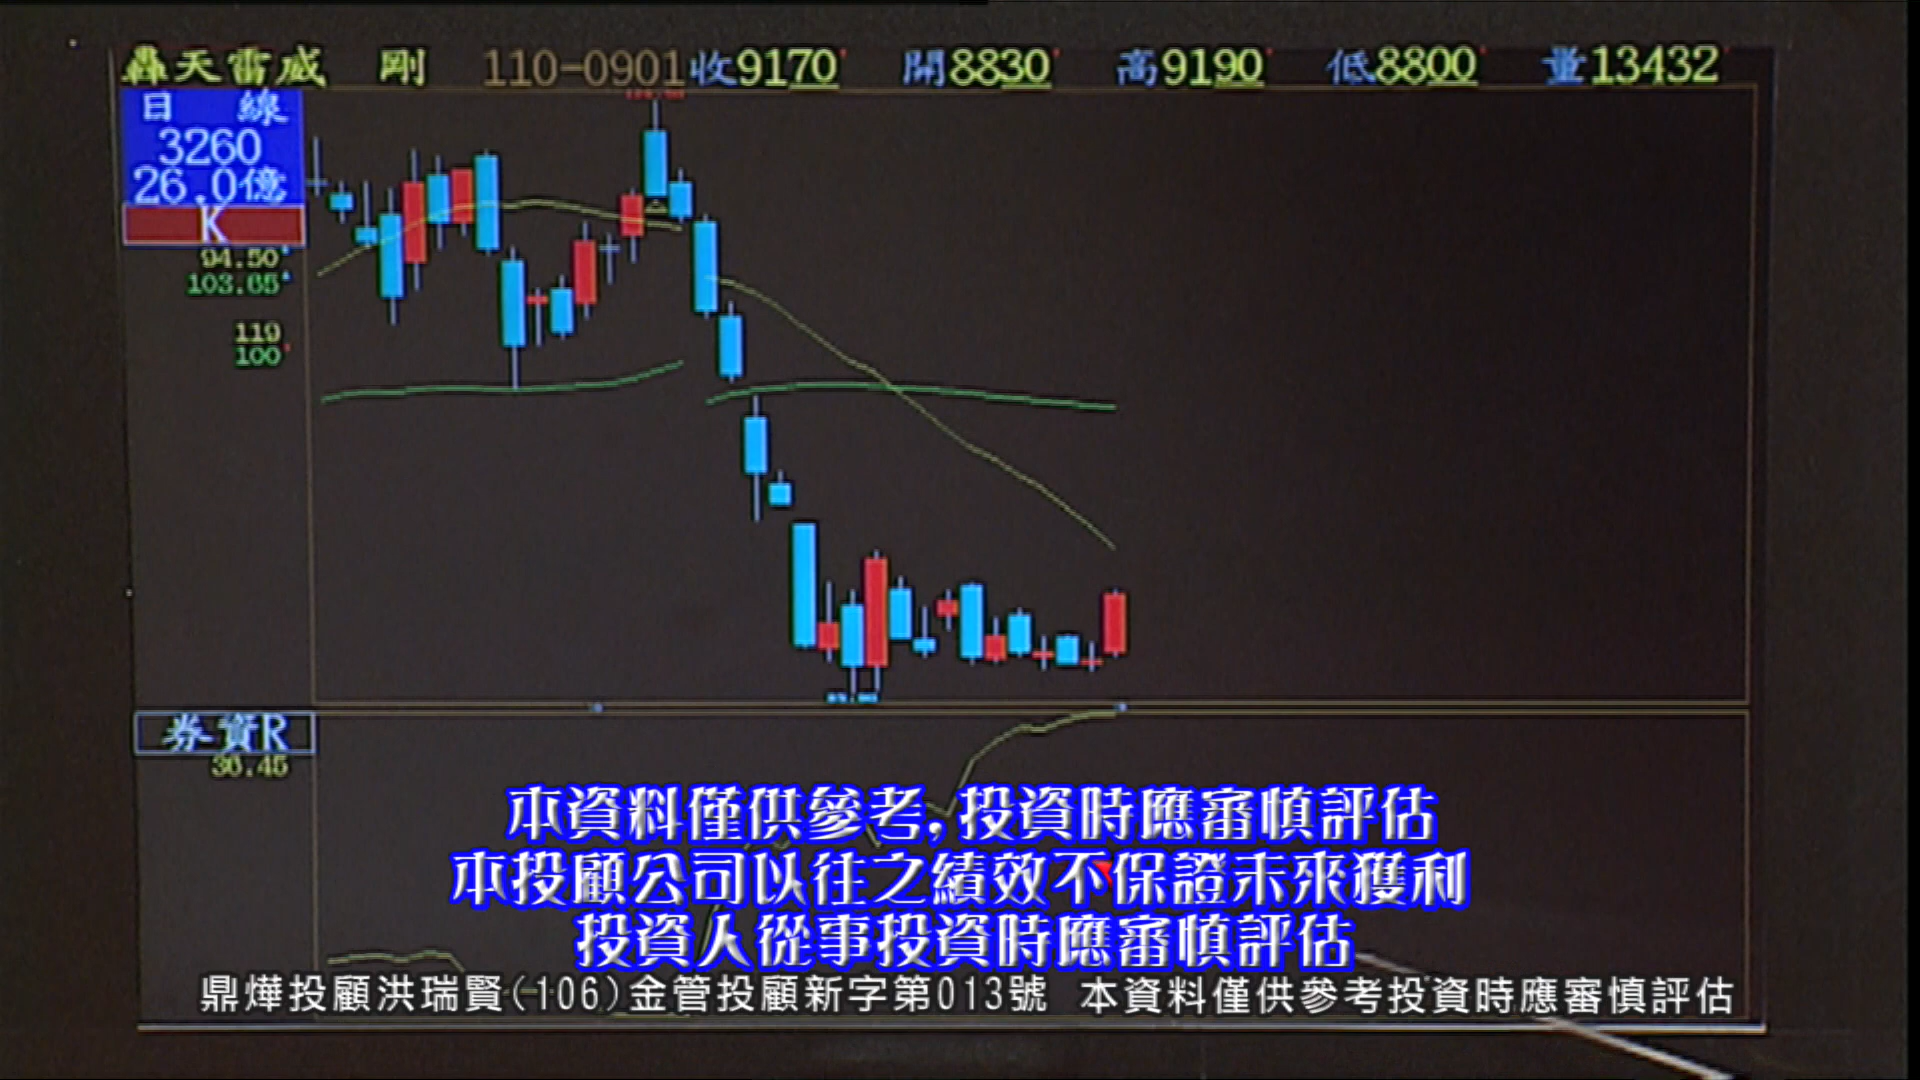 轟天雷威 剛 110-0901 收9170 開8830 高9190 低8800 量13432
日 線
3260
26.0億
K
94.50
103.65
119
100
券資R
36.45
本資料僅供參考,投資時應審慎評估
本投顧公司以往之績效不保證未來獲利
投資人從事投資時應審慎評估
鼎燁投顧洪瑞賢(106)金管投顧新字第013號 本資料僅供參考投資時應審慎評估